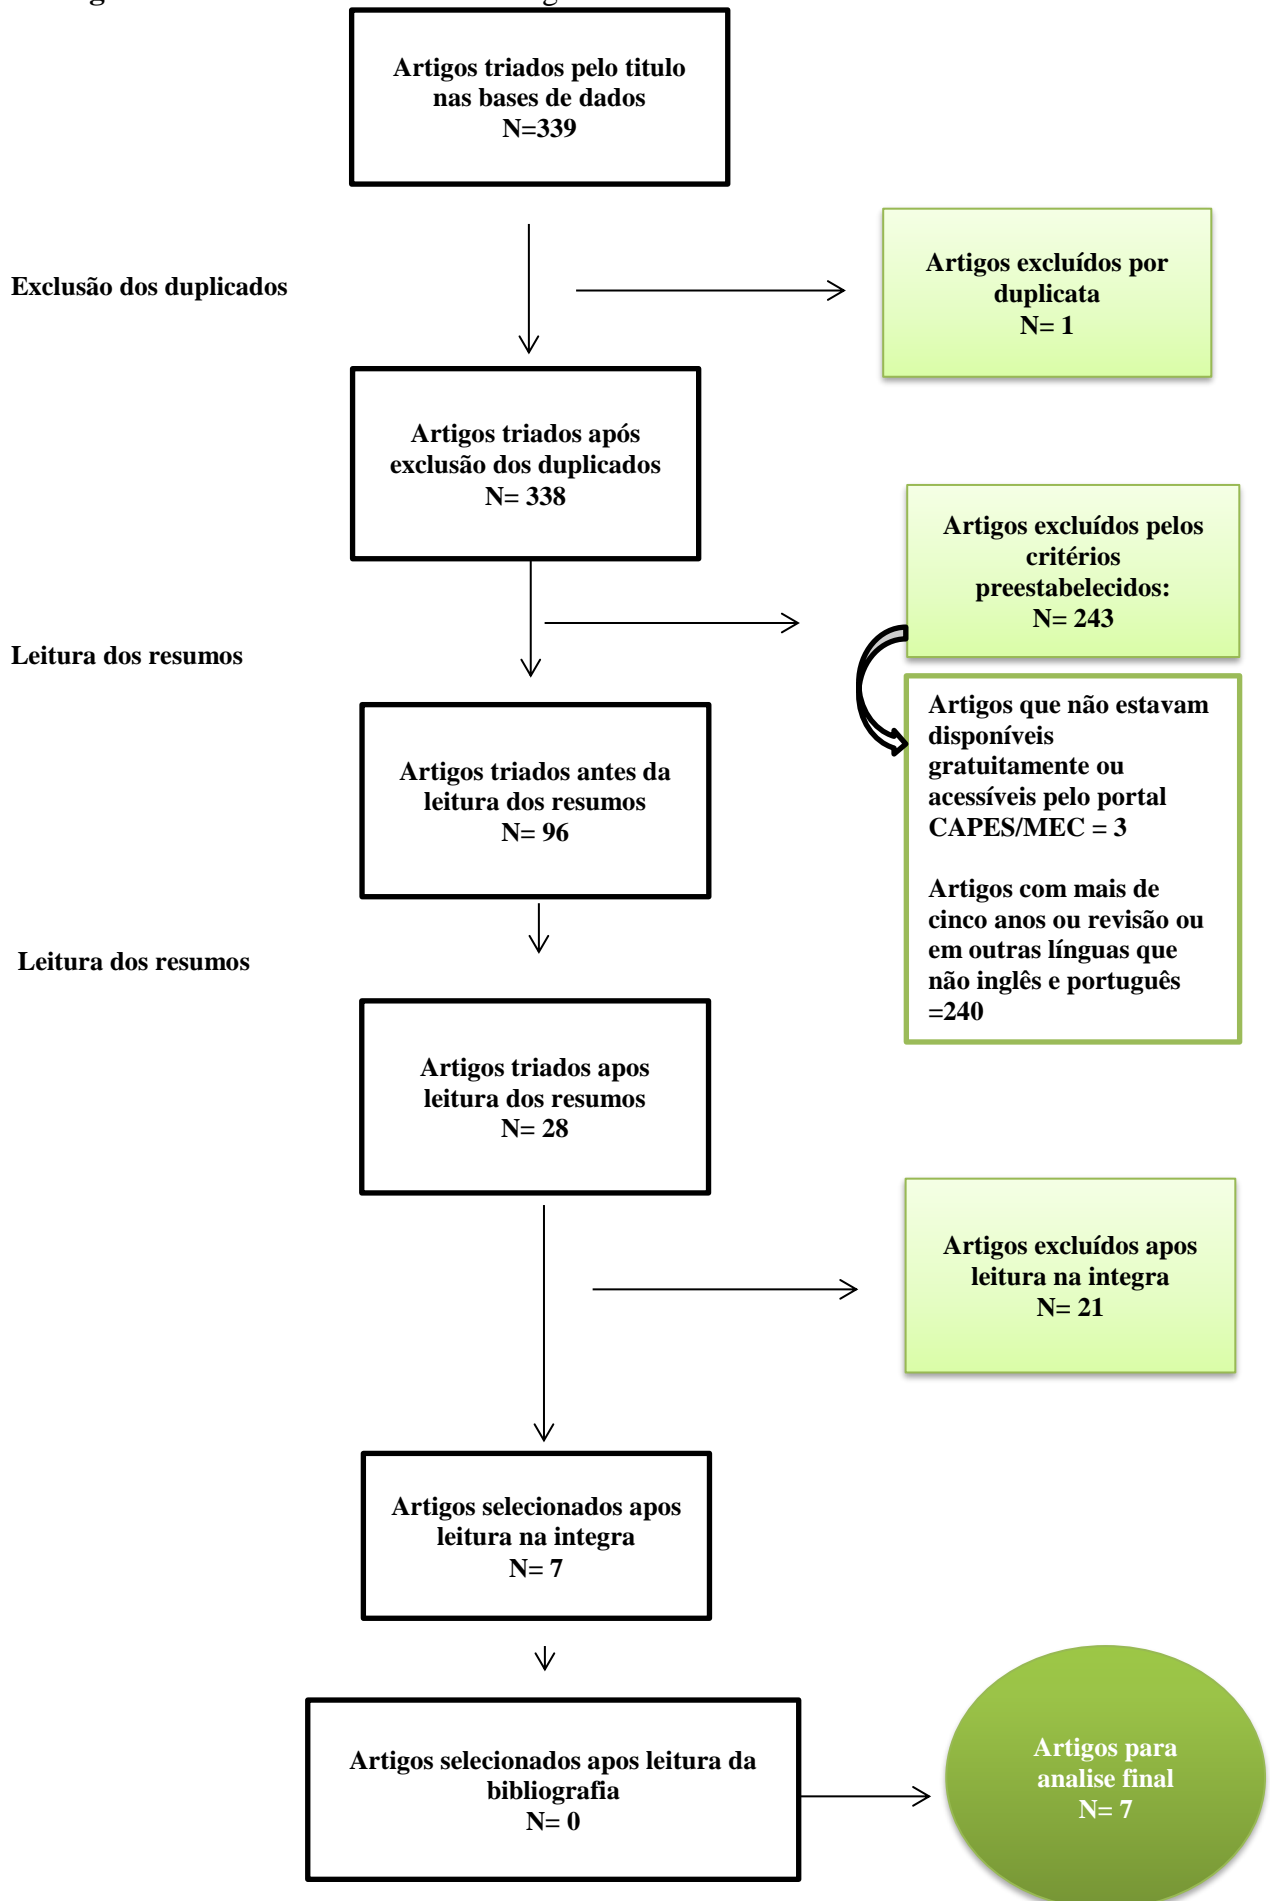 Artigos triados pelo titulo
nas bases de dados
N=339
Exclusão dos duplicados
Artigos excluídos por
duplicata
N= 1
Artigos triados após
exclusão dos duplicados
N= 338
Artigos excluídos pelos
critérios
preestabelecidos:
N= 243
Leitura dos resumos
Artigos que não estavam
disponíveis
gratuitamente ou
acessíveis pelo portal
CAPES/MEC = 3
Artigos com mais de
cinco anos ou revisão ou
em outras línguas que
não inglês e português
=240
Artigos triados antes da
leitura dos resumos
N= 96
Leitura dos resumos
Artigos triados apos
leitura dos resumos
N= 28
Artigos excluídos apos
leitura na integra
N= 21
Artigos selecionados apos
leitura na integra
N= 7
Artigos selecionados apos leitura da
bibliografia
N= 0
Artigos para
analise final
N= 7